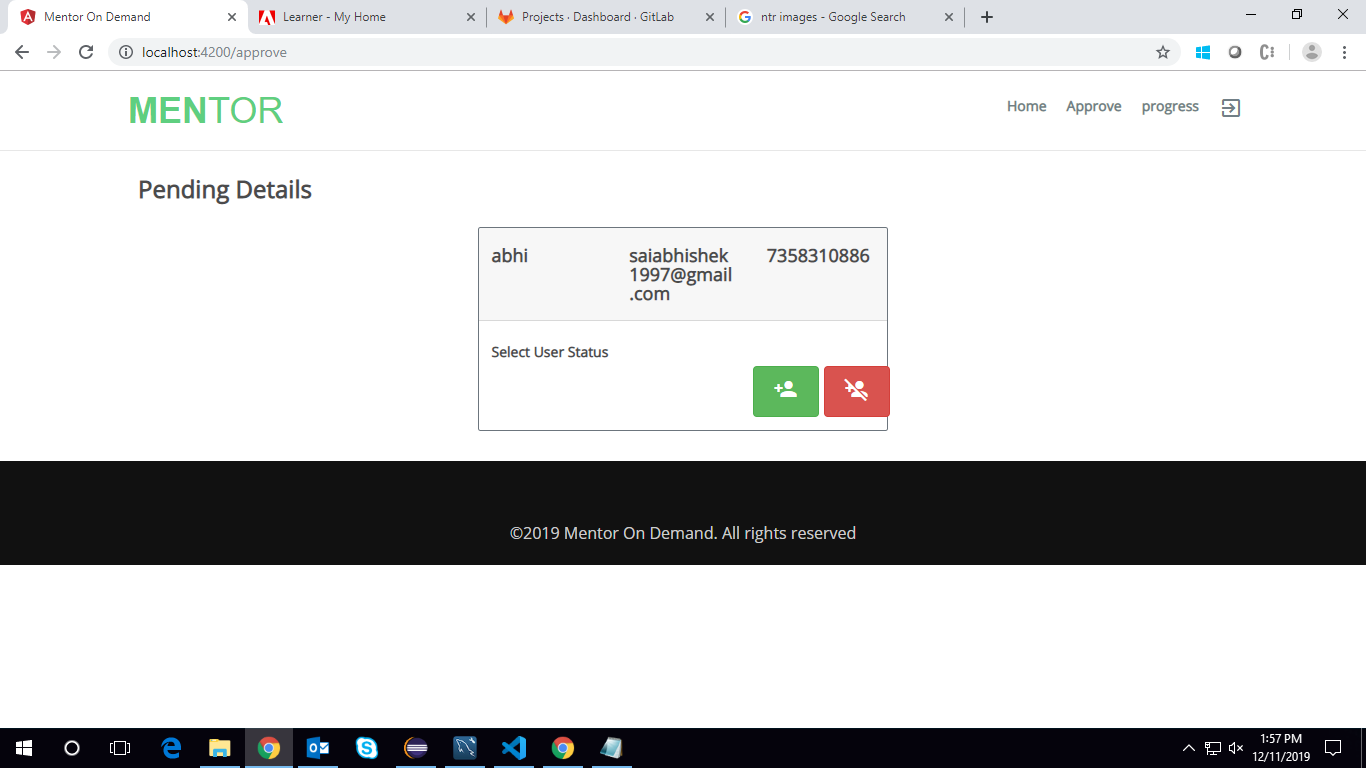 Mentor On Demand
Learner - My Home
Projects · Dashboard · GitLab
ntr images - Google Search
localhost:4200/approve
MENTOR
Home Approve progress
Pending Details
abhi
saiabhishek
1997@gmail
.com
7358310886
Select User Status
©2019 Mentor On Demand. All rights reserved
1:57 PM
12/11/2019